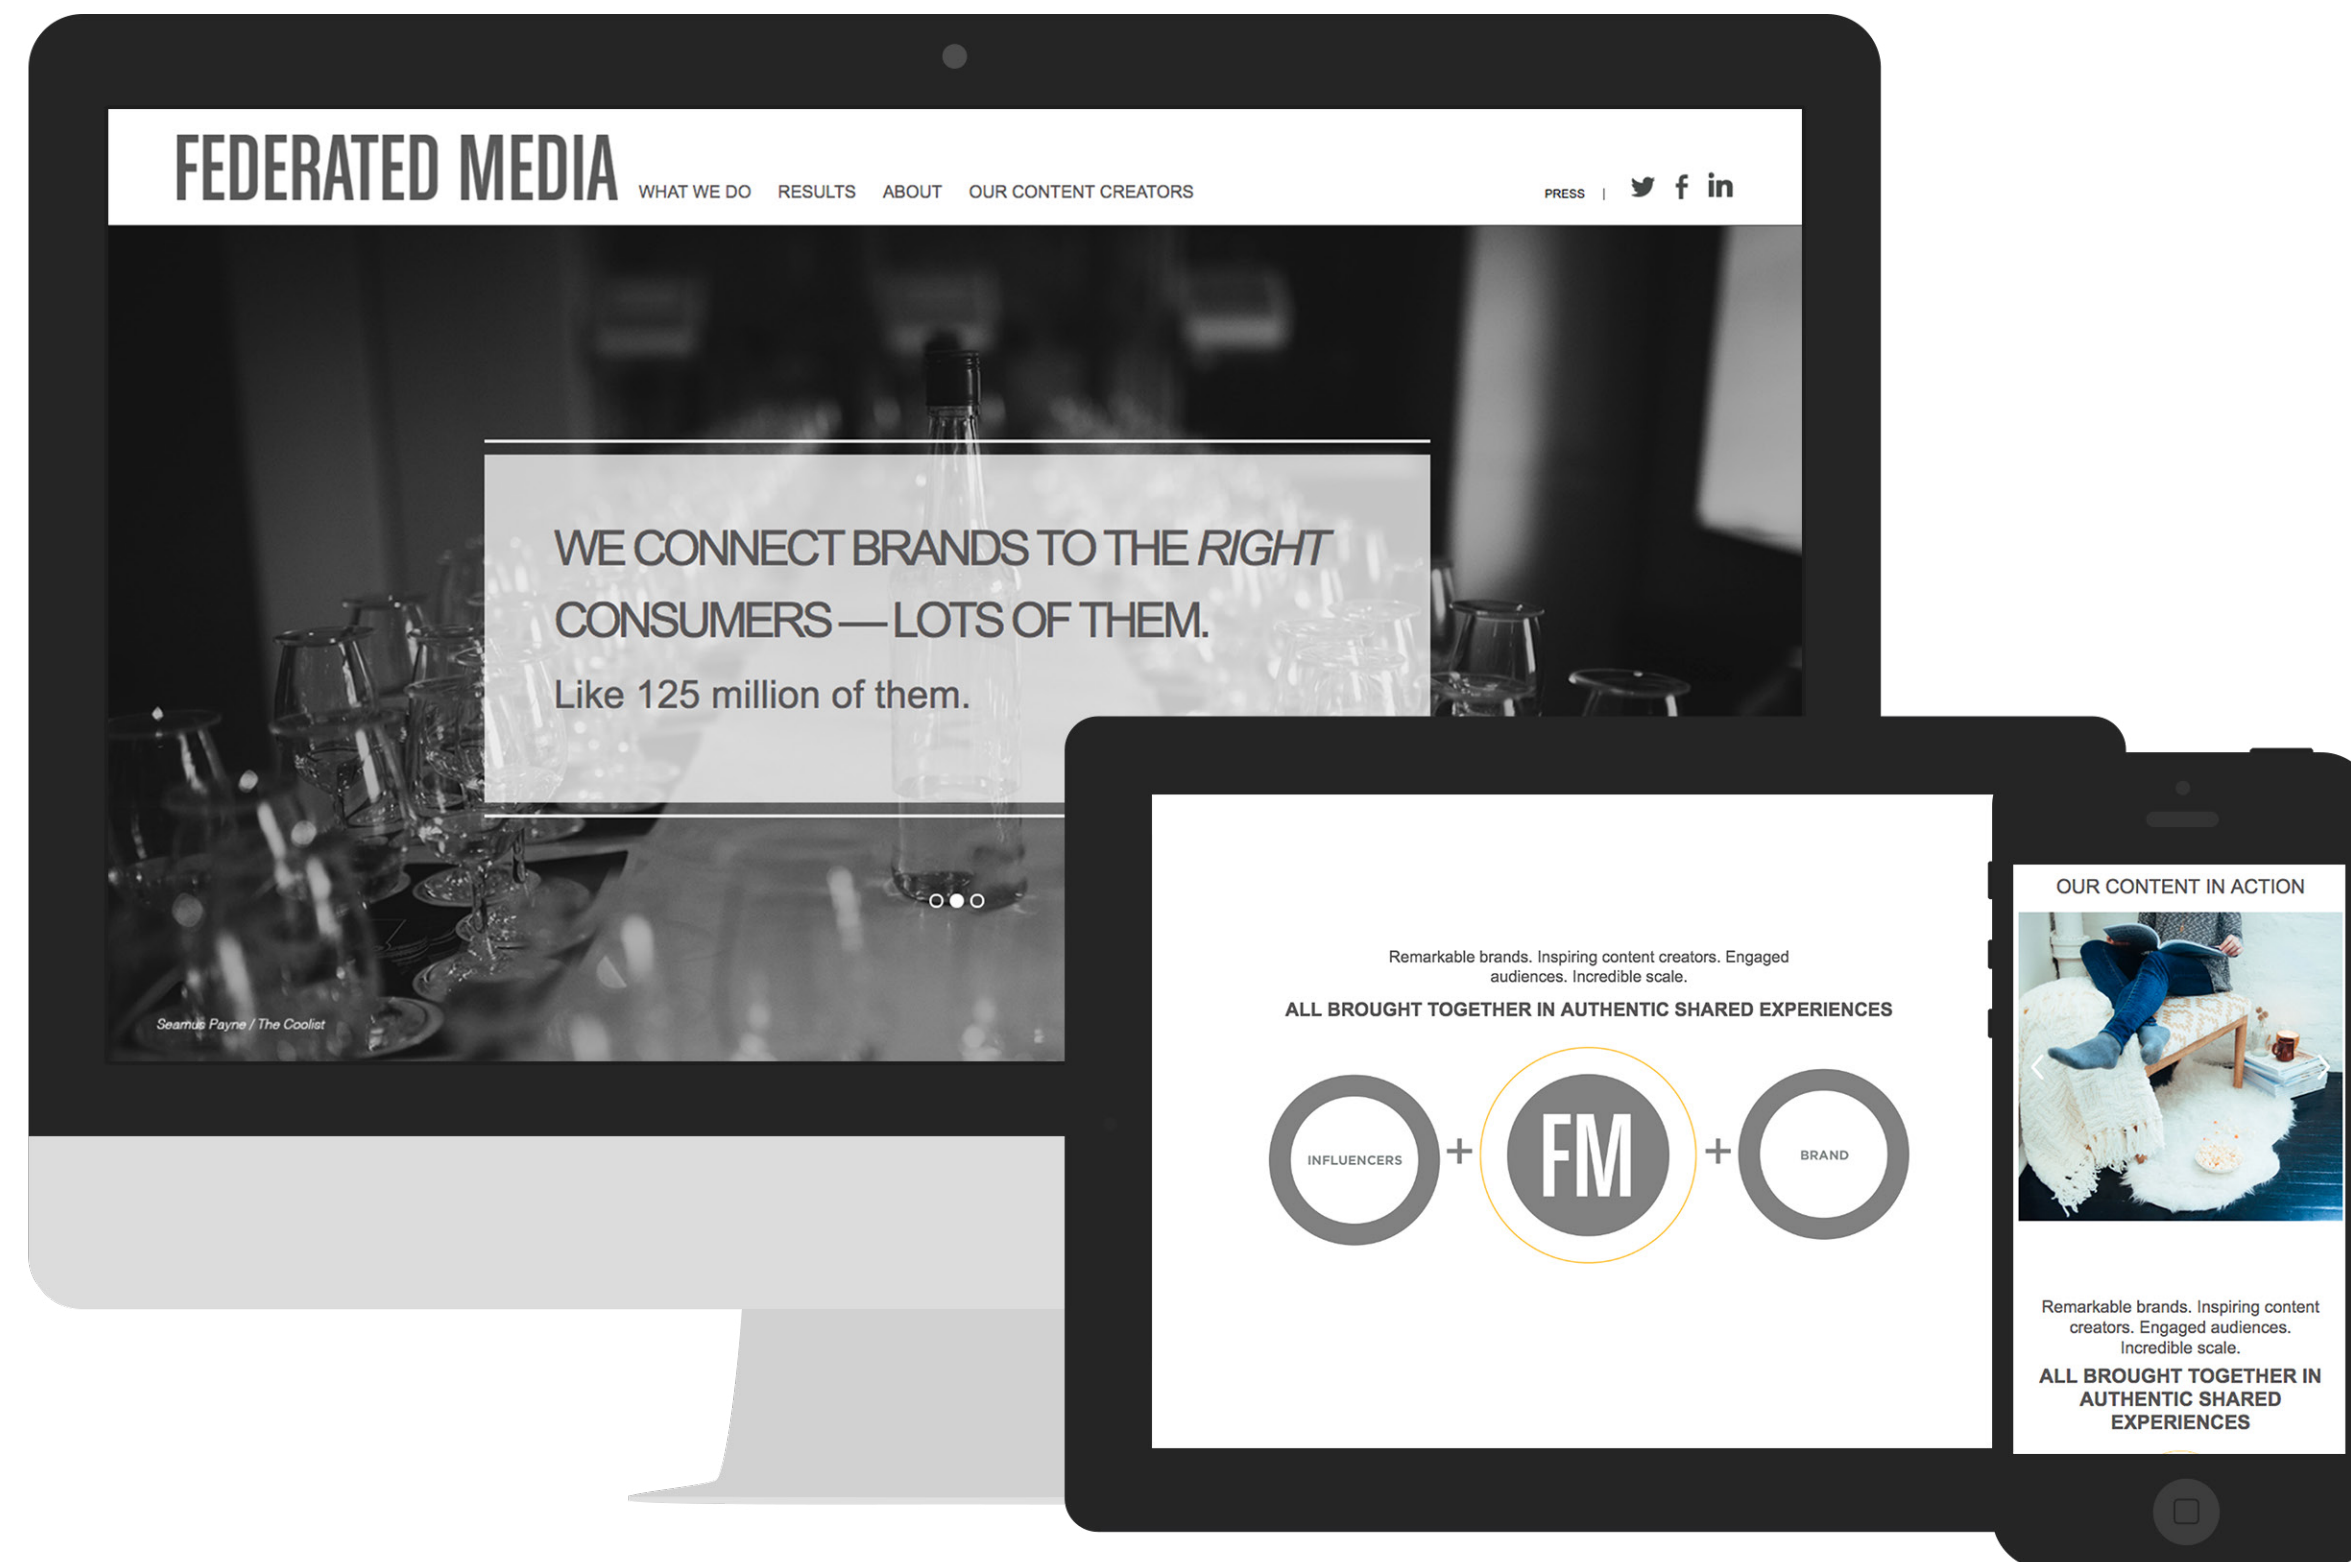 FEDERATED MEDIA
WHAT WE DO RESULTS ABOUT OUR CONTENT CREATORS
PRESS |
WE CONNECT BRANDS TO THE RIGHT
CONSUMERS — LOTS OF THEM.
Like 125 million of them.
Seamus Payne / The Coolist
Remarkable brands. Inspiring content creators. Engaged
audiences. Incredible scale.
ALL BROUGHT TOGETHER IN AUTHENTIC SHARED EXPERIENCES
INFLUENCERS + FM + BRAND
OUR CONTENT IN ACTION
Remarkable brands. Inspiring content
creators. Engaged audiences.
Incredible scale.
ALL BROUGHT TOGETHER IN
AUTHENTIC SHARED
EXPERIENCES